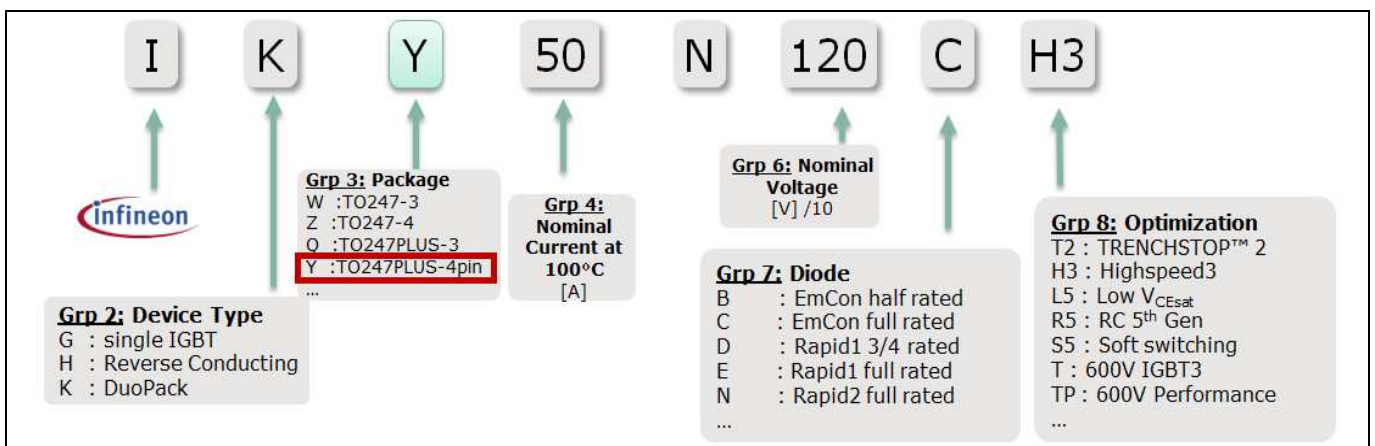 I K Y 50 N 120 C H3
infineon
Grp 2: Device Type
G : single IGBT
H : Reverse Conducting
K : DuoPack
Grp 3: Package
W :TO247-3
Z :TO247-4
Q :TO247PLUS-3
Y :TO247PLUS-4pin
...
Grp 4:
Nominal
Current at
100°C
[A]
Grp 6: Nominal
Voltage
[V] /10
Grp 7: Diode
B : EmCon half rated
C : EmCon full rated
D : Rapid1 3/4 rated
E : Rapid1 full rated
N : Rapid2 full rated
...
Grp 8: Optimization
T2 : TRENCHSTOP™ 2
H3 : Highspeed3
L5 : Low VCEsat
R5 : RC 5th Gen
S5 : Soft switching
T : 600V IGBT3
TP : 600V Performance
...